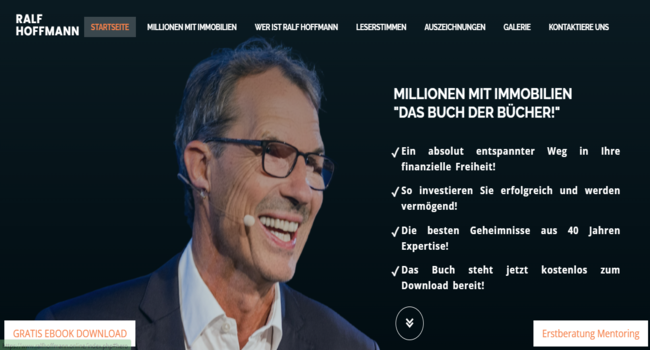 RALF
HOFFMANN
STARTSEITE MILLIONEN MIT IMMOBILIEN WER IST RALF HOFFMANN LESERSTIMMEN AUSZEICHNUNGEN GALERIE KONTAKTIERE UNS
MILLIONEN MIT IMMOBILIEN
"DAS BUCH DER BÜCHER!"
✓Ein absolut entspannter Weg in Ihre
finanzielle Freiheit!
✓So investieren Sie erfolgreich und werden
vermögend!
✓Die besten Geheimnisse aus 40 Jahren
Expertise!
✓Das Buch steht jetzt kostenlos zum
Download bereit!
GRATIS EBOOK DOWNLOAD
Erstberatung Mentoring